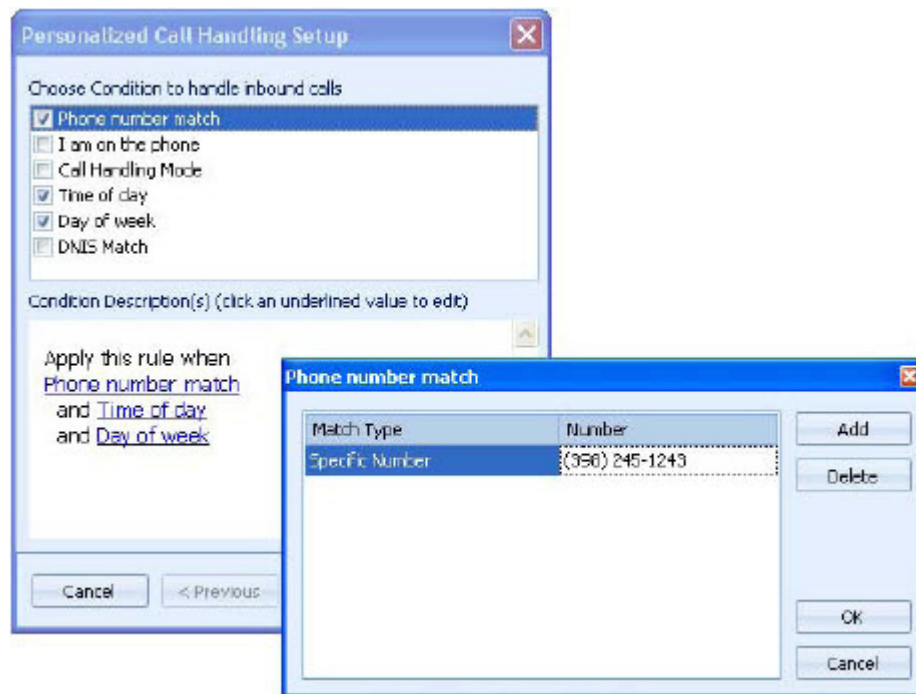 Personalized Call Handling Setup
Choose Condition to handle inbound calls
Phone number match
I am on the phone
Call Handling Mode
Time of day
Day of week
DNIS Match
Condition Description(s) (click an underlined value to edit)
Apply this rule when
Phone number match
and Time of day
and Day of week
Cancel
< Previous
Phone number match
Match Type Number
Specific Number (398) 245-1243
Add
Delete
OK
Cancel